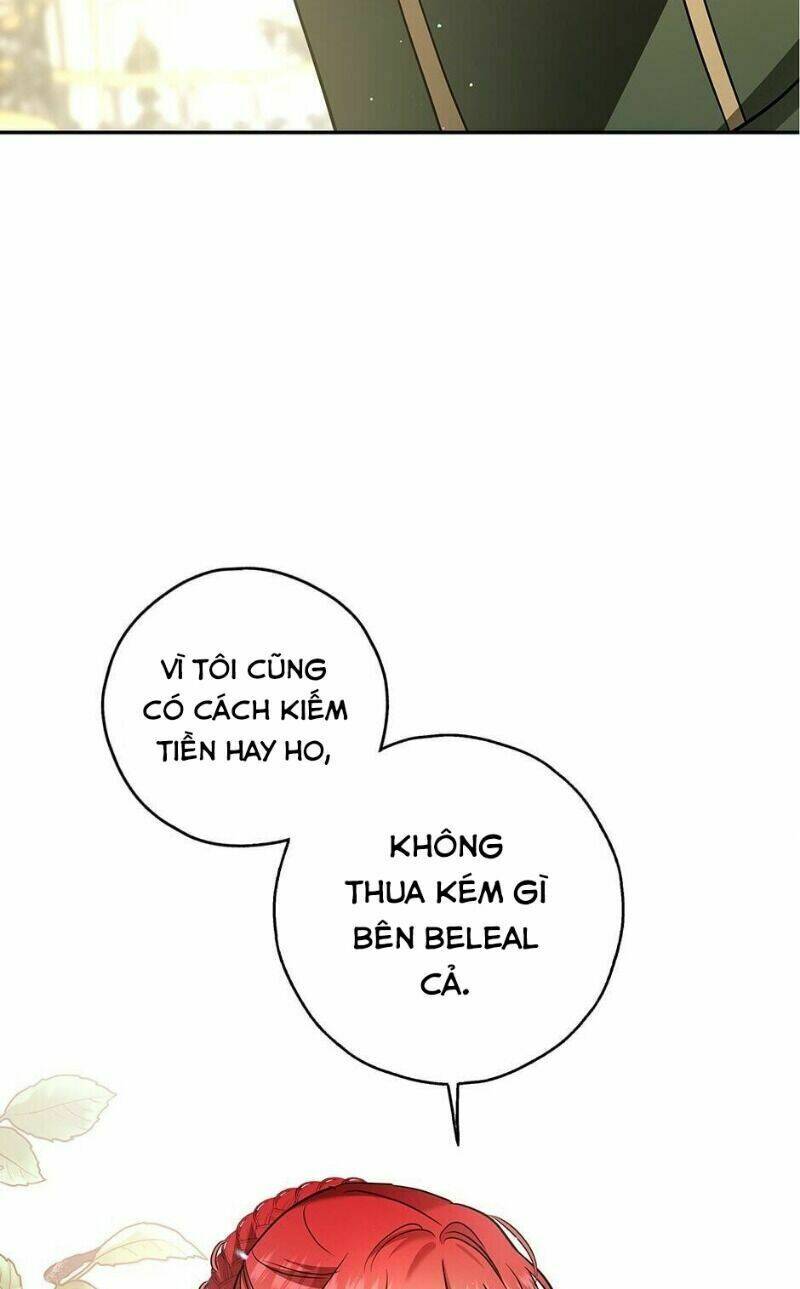 VÌ TÔI CŨNG
CÓ CÁCH KIẾM
TIỀN HAY HO,
KHÔNG
THUA KÉM GÌ
BÊN BELEAL
CẢ.